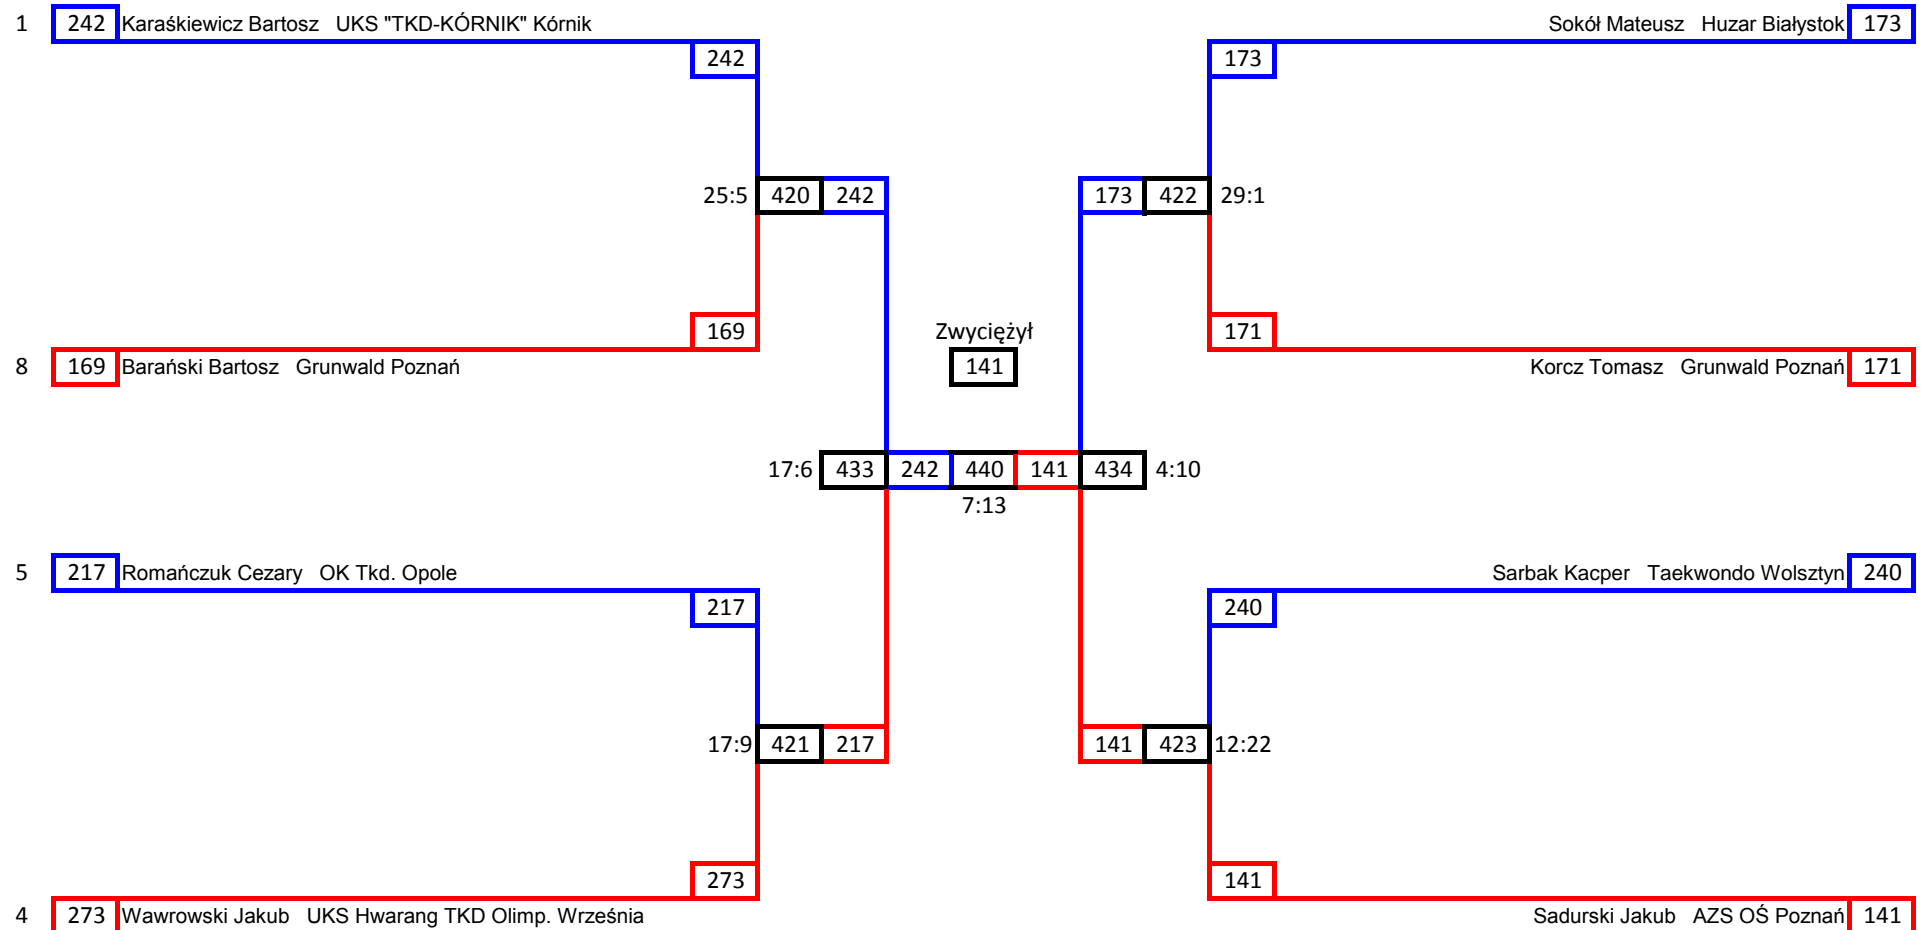 1 242 Karaśkiewicz Bartosz UKS "TKD-KÓRNIK" Kórnik Sokół Mateusz Huzar Białystok 173
242 173
25:5 420 242 173 422 29:1
169 Zwyciężył 171
8 169 Barański Bartosz Grunwald Poznań 141 Korcz Tomasz Grunwald Poznań 171
17:6 433 242 440 141 434 4:10
7:13
5 217 Romańczuk Cezary OK Tkd. Opole Sarbak Kacper Taekwondo Wolsztyn 240
217 240
17:9 421 217 141 423 12:22
273 141
4 273 Wawrowski Jakub UKS Hwarang TKD Olimp. Września Sadurski Jakub AZS OŚ Poznań 141